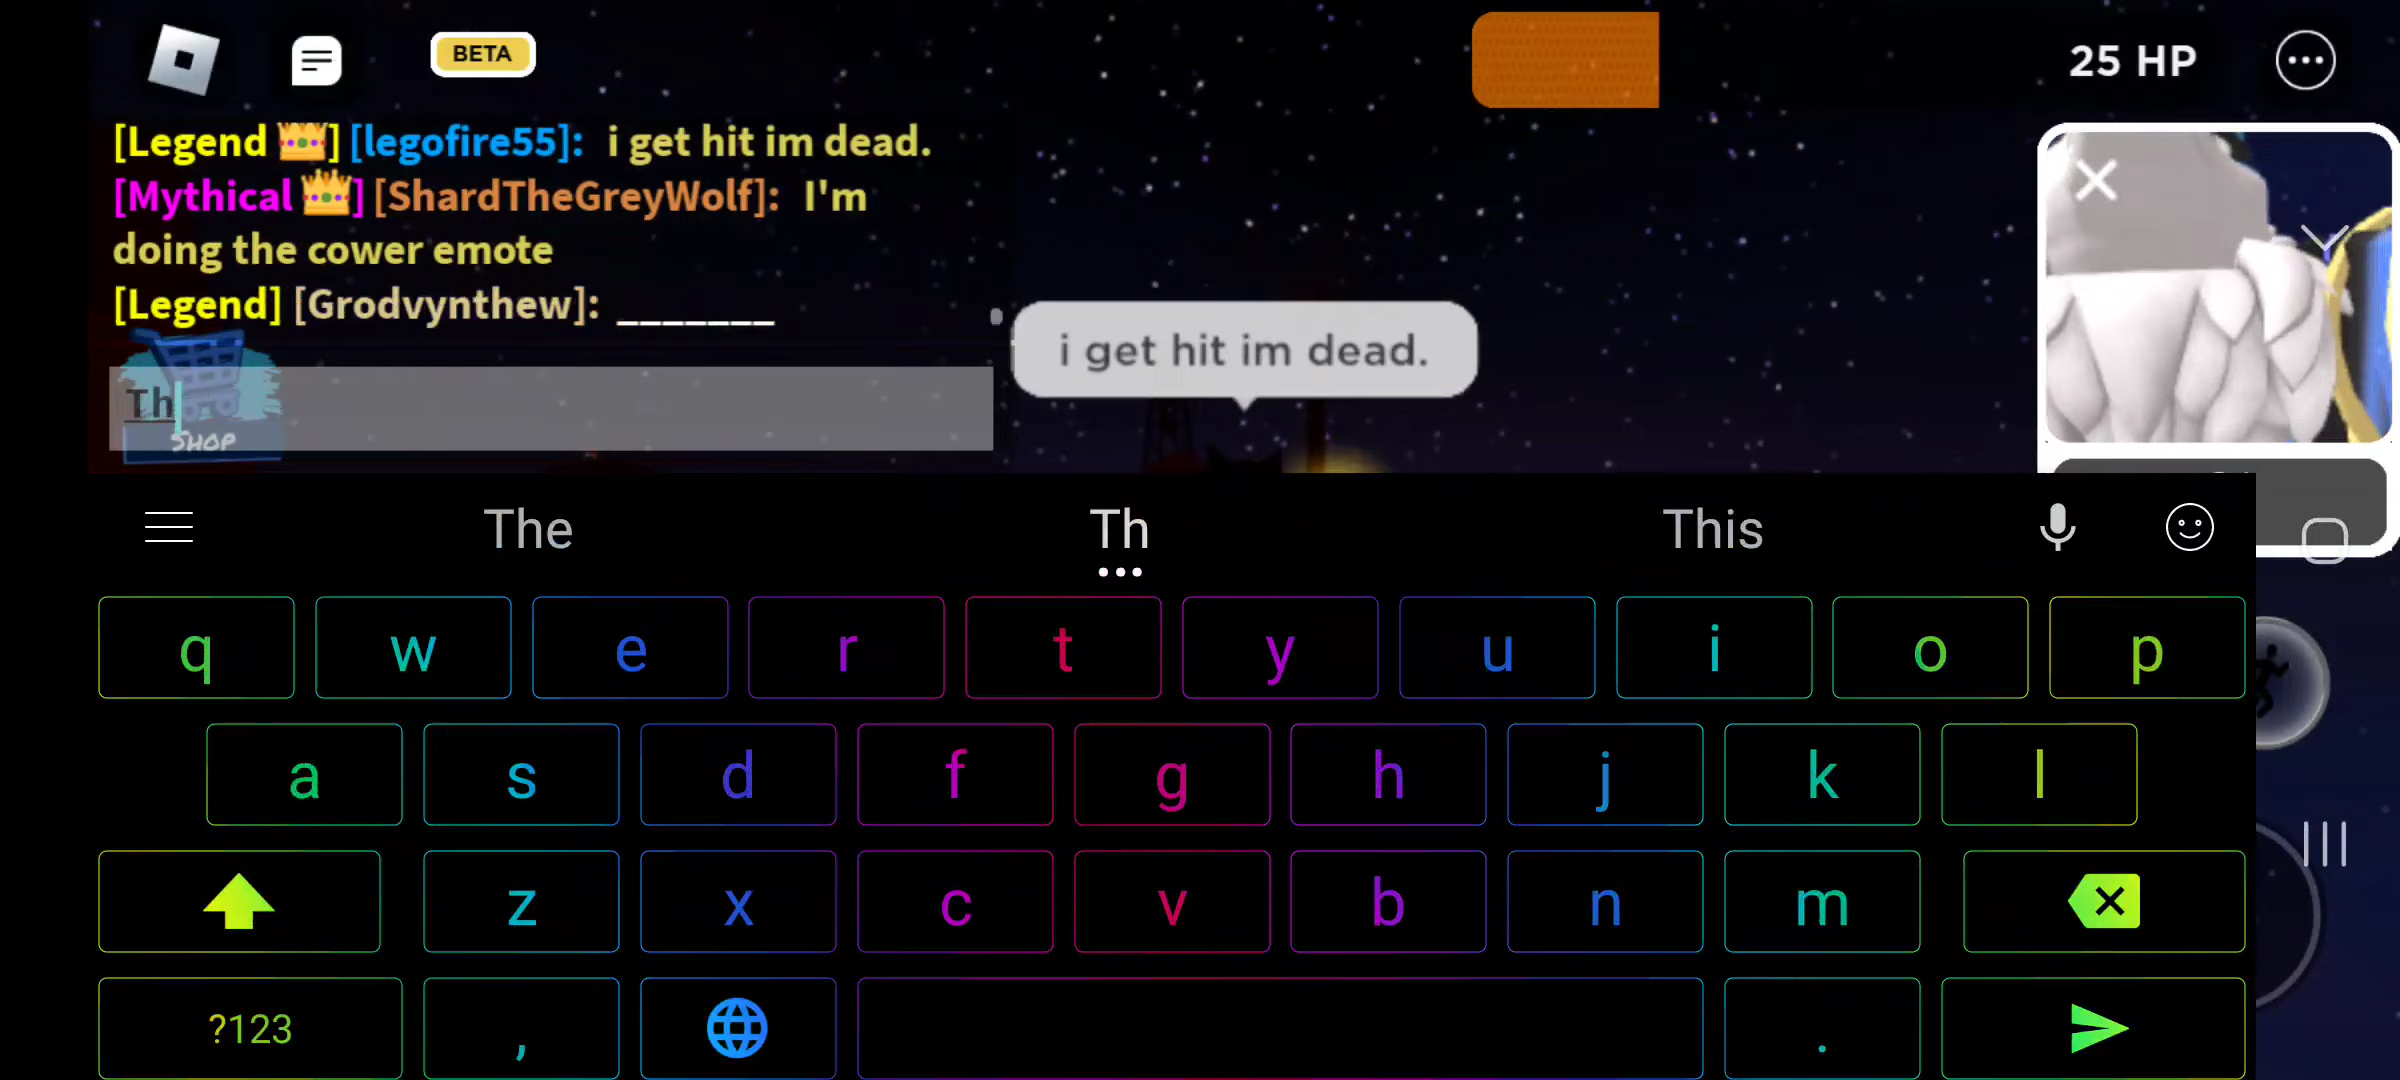 BETA
25 HP
[Legend 👑] [legofire55]: i get hit im dead.
[Mythical 👑] [ShardTheGreyWolf]: I'm
doing the cower emote
[Legend] [Grodvynthew]: _______
i get hit im dead.
Th
SHOP
The Th This
q w e r t y u i o p
a s d f g h j k l
z x c v b n m
?123 , .